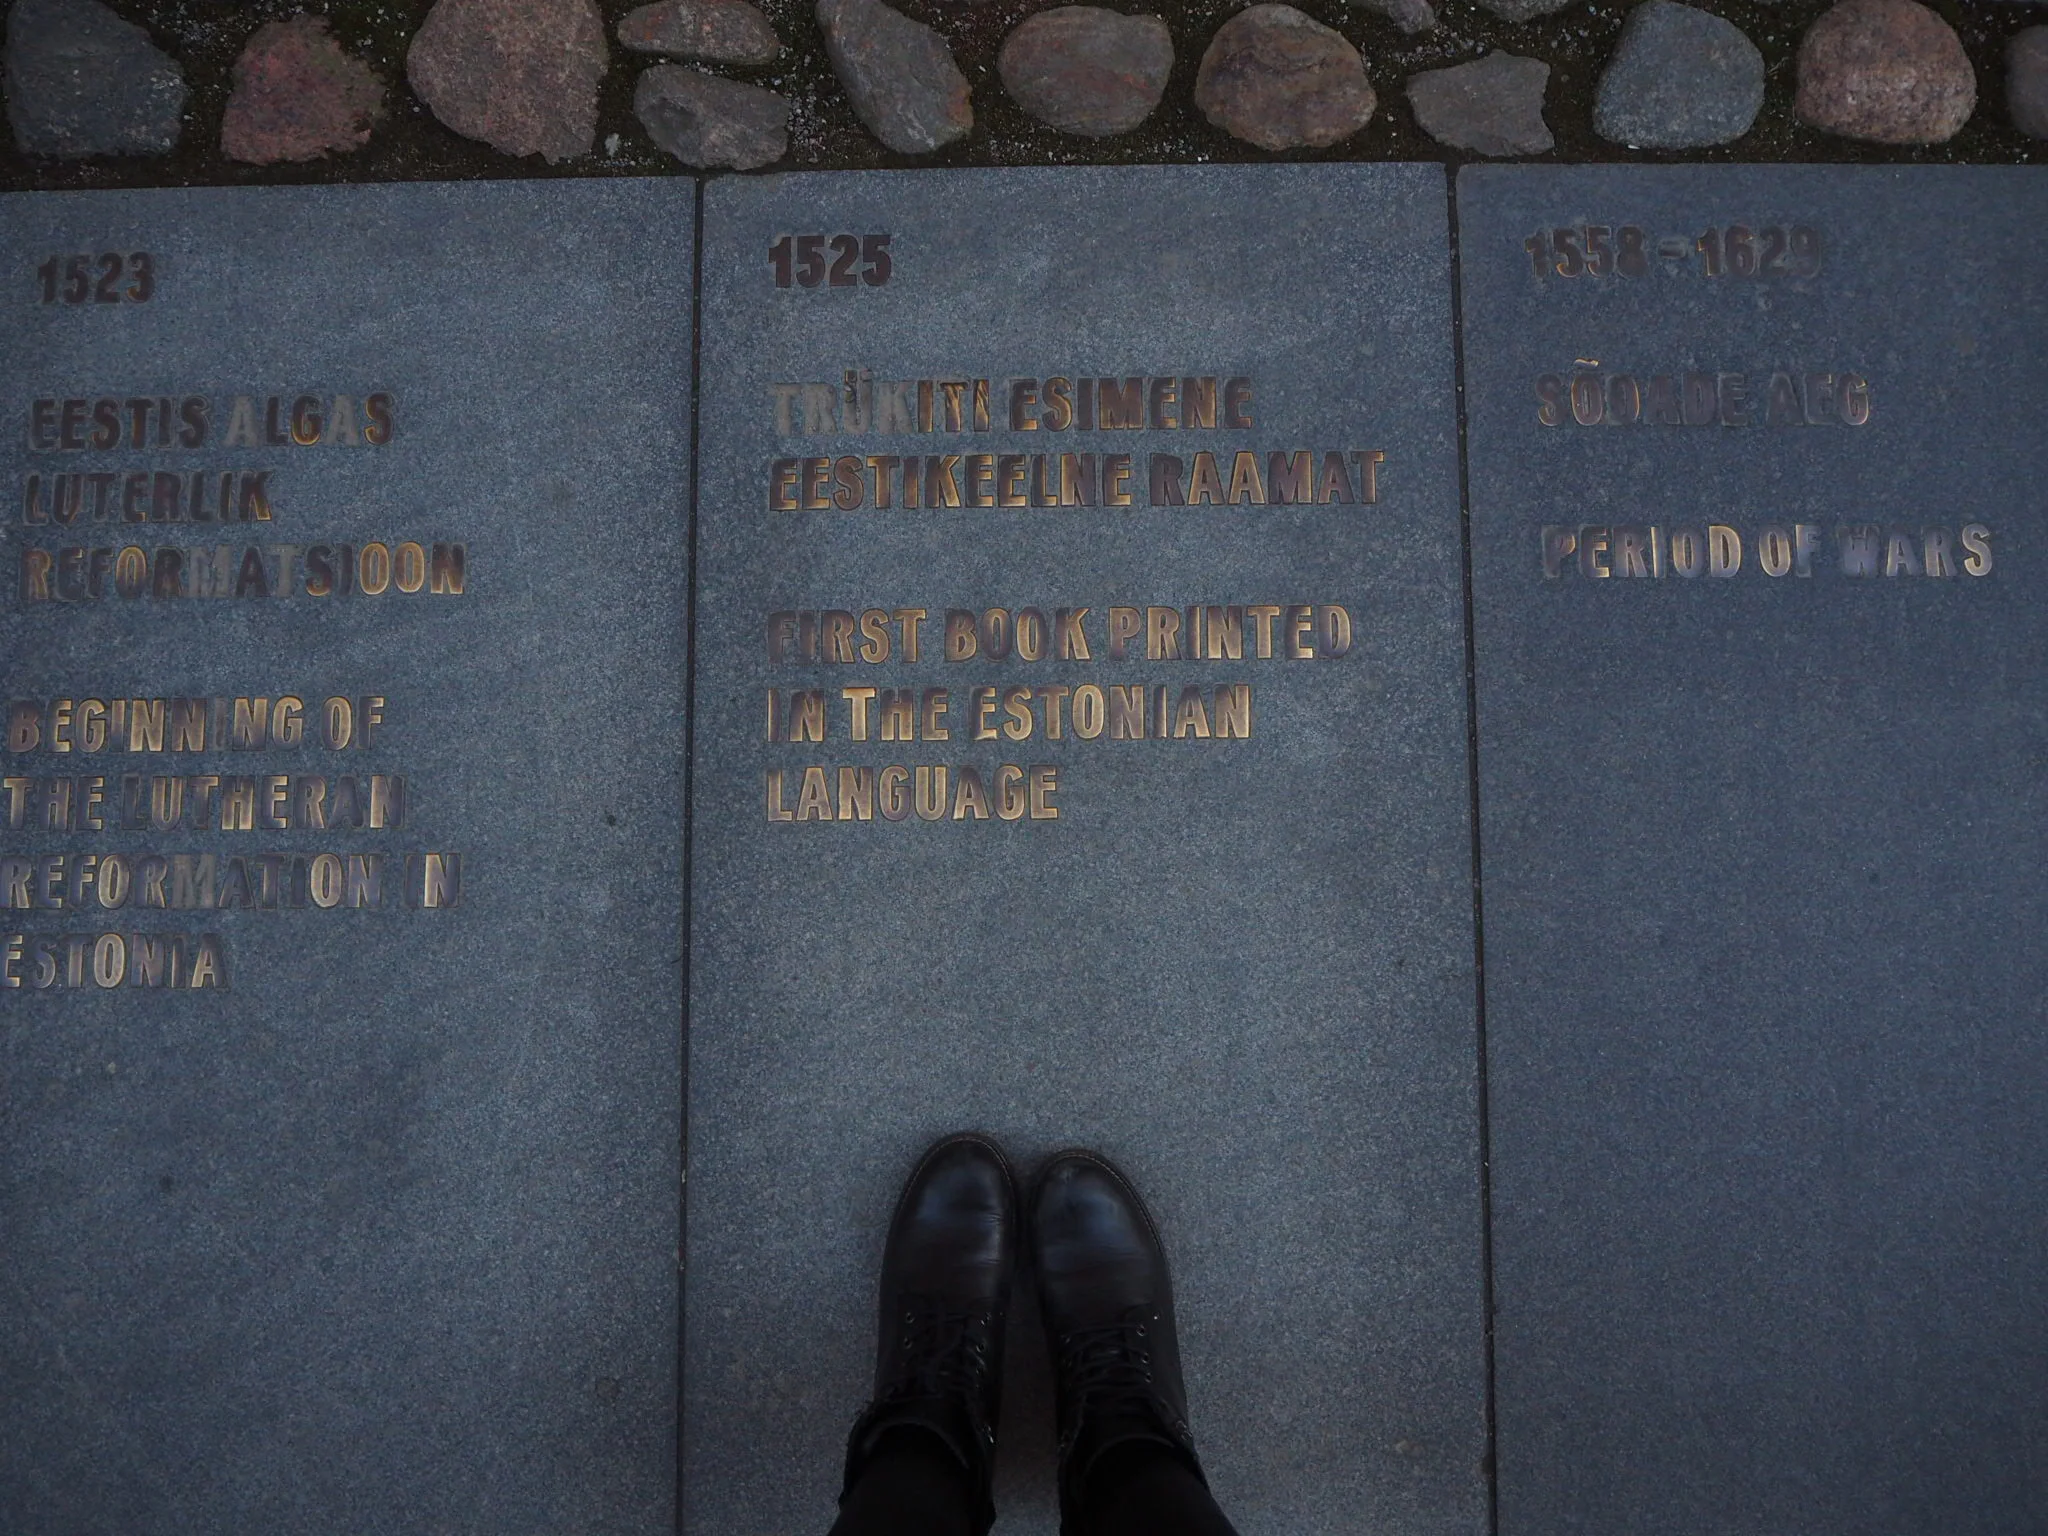 1523
EESTIS ALGAS
LUTERLIK
REFORMATSIOON
BEGINNING OF
THE LUTHERAN
REFORMATION IN
ESTONIA
1525
TRÜKITI ESIMENE
EESTIKEELNE RAAMAT
FIRST BOOK PRINTED
IN THE ESTONIAN
LANGUAGE
1558 - 1629
SÕDADE AEG
PERIOD OF WARS